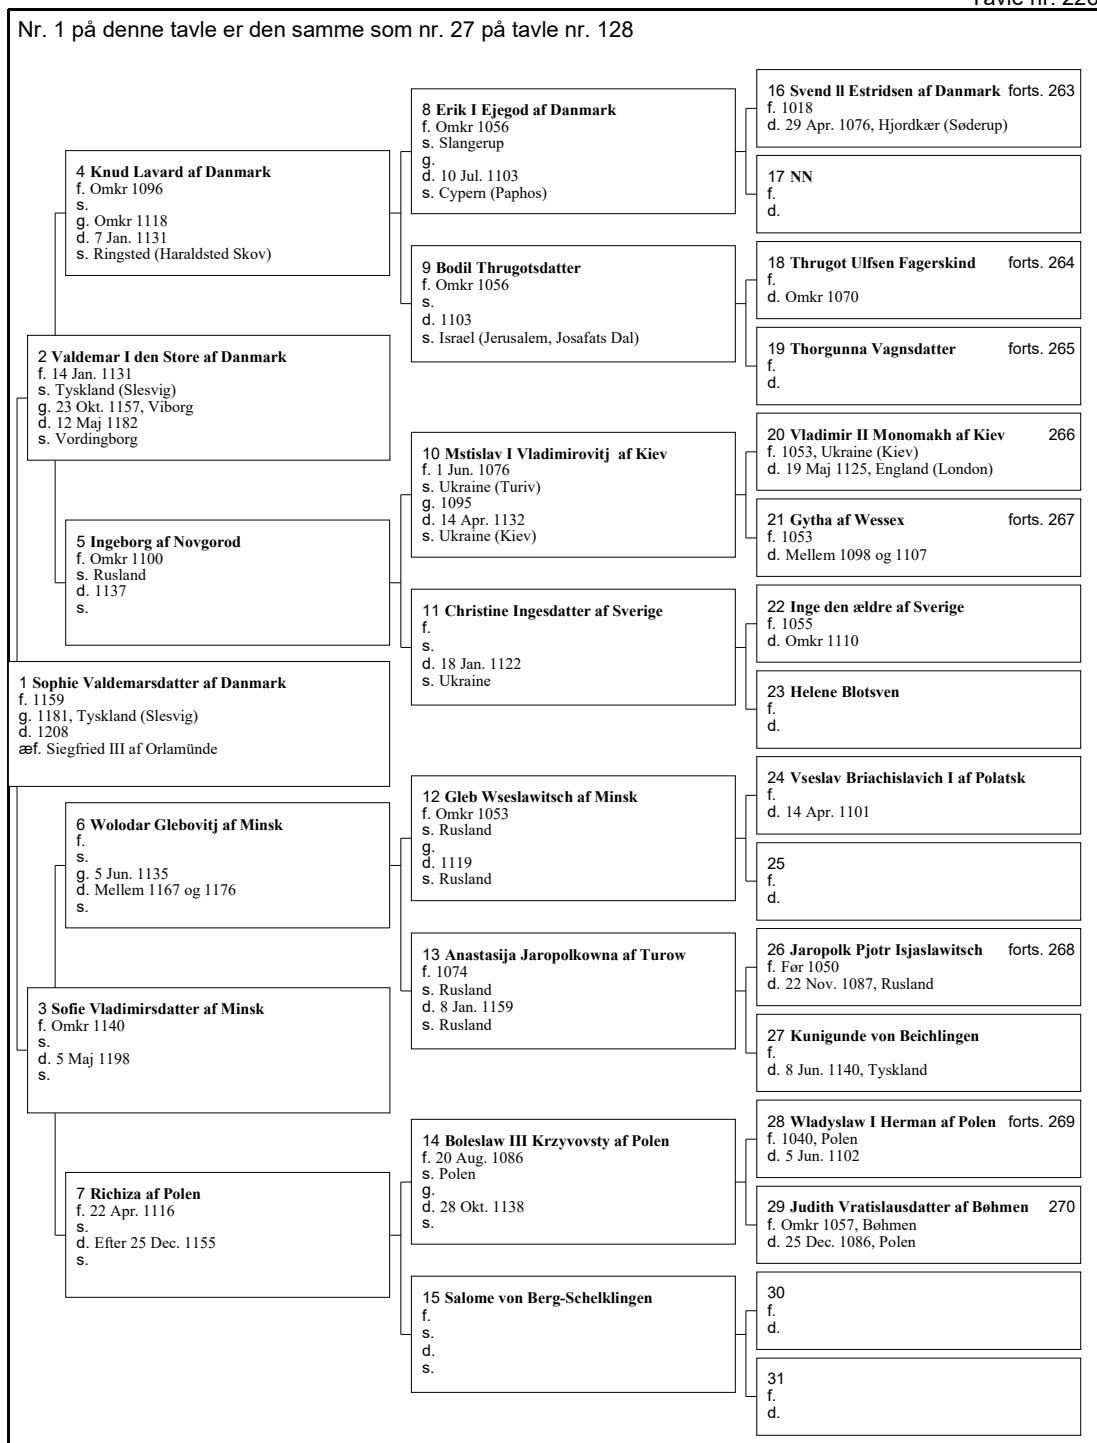 Nr. 1 på denne tavle er den samme som nr. 27 på tavle nr. 128
1 Sophie Valdemarsdatter af Danmark
f. 1159
g. 1181, Tyskland (Slesvig)
d. 1208
æf. Siegfried III af Orlamünde
2 Valdemar I den Store af Danmark
f. 14 Jan. 1131
s. Tyskland (Slesvig)
g. 23 Okt. 1157, Viborg
d. 12 Maj 1182
s. Vordingborg
3 Sofie Vladimirsdatter af Minsk
f. Omkr 1140
s.
d. 5 Maj 1198
s.
4 Knud Lavard af Danmark
f. Omkr 1096
s.
g. Omkr 1118
d. 7 Jan. 1131
s. Ringsted (Haraldsted Skov)
5 Ingeborg af Novgorod
f. Omkr 1100
s. Rusland
d. 1137
s.
6 Wolodar Glebovitj af Minsk
f.
s.
g. 5 Jun. 1135
d. Mellem 1167 og 1176
s.
7 Richiza af Polen
f. 22 Apr. 1116
s.
d. Efter 25 Dec. 1155
s.
8 Erik I Ejegod af Danmark
f. Omkr 1056
s. Slangerup
g.
d. 10 Jul. 1103
s. Cypern (Paphos)
9 Bodil Thrugotsdatter
f. Omkr 1056
s.
d. 1103
s. Israel (Jerusalem, Josafats Dal)
10 Mstislav I Vladimirovitj af Kiev
f. 1 Jun. 1076
s. Ukraine (Turiv)
g. 1095
d. 14 Apr. 1132
s. Ukraine (Kiev)
11 Christine Ingesdatter af Sverige
f.
s.
d. 18 Jan. 1122
s. Ukraine
12 Gleb Wseslawitsch af Minsk
f. Omkr 1053
s. Rusland
g.
d. 1119
s. Rusland
13 Anastasija Jaropolkowna af Turow
f. 1074
s. Rusland
d. 8 Jan. 1159
s. Rusland
14 Boleslaw III Krzyvovsty af Polen
f. 20 Aug. 1086
s. Polen
g.
d. 28 Okt. 1138
s.
15 Salome von Berg-Schelklingen
f.
s.
d.
s.
16 Svend ll Estridsen af Danmark forts. 263
f. 1018
d. 29 Apr. 1076, Hjordkær (Søderup)
17 NN
f.
d.
18 Thrugot Ulfsen Fagerskind forts. 264
f.
d. Omkr 1070
19 Thorgunna Vagnsdatter forts. 265
f.
d.
20 Vladimir II Monomakh af Kiev 266
f. 1053, Ukraine (Kiev)
d. 19 Maj 1125, England (London)
21 Gytha af Wessex forts. 267
f. 1053
d. Mellem 1098 og 1107
22 Inge den ældre af Sverige
f. 1055
d. Omkr 1110
23 Helene Blotsven
f.
d.
24 Vseslav Briachislavich I af Polatsk
f.
d. 14 Apr. 1101
25
f.
d.
26 Jaropolk Pjotr Isjaslawitsch forts. 268
f. Før 1050
d. 22 Nov. 1087, Rusland
27 Kunigunde von Beichlingen
f.
d. 8 Jun. 1140, Tyskland
28 Wladyslaw I Herman af Polen forts. 269
f. 1040, Polen
d. 5 Jun. 1102
29 Judith Vratislausdatter af Bøhmen 270
f. Omkr 1057, Bøhmen
d. 25 Dec. 1086, Polen
30
f.
d.
31
f.
d.